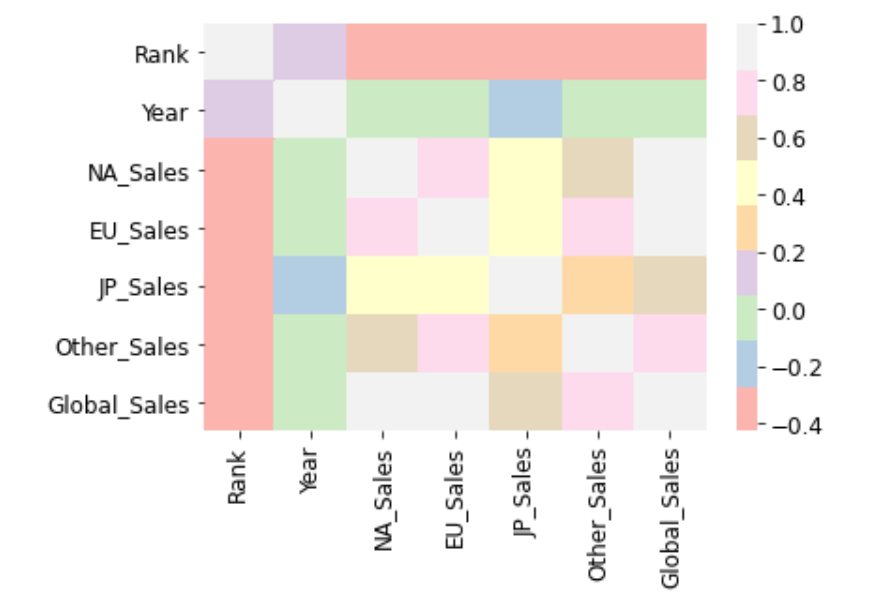 Rank
Year
NA_Sales
EU_Sales
JP_Sales
Other_Sales
Global_Sales
Rank
Year
NA_Sales
EU_Sales
JP_Sales
Other_Sales
Global_Sales
1.0
0.8
0.6
0.4
0.2
0.0
−0.2
−0.4